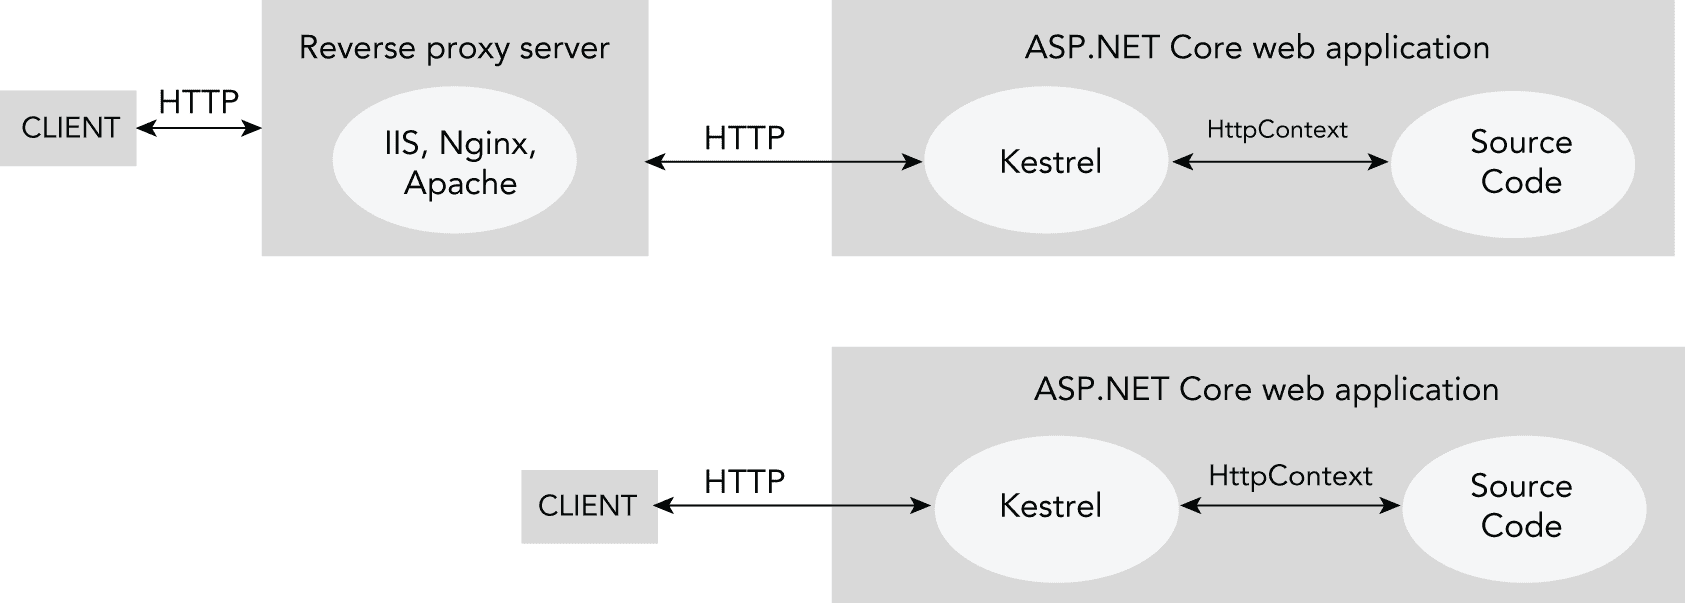 Reverse proxy server
ASP.NET Core web application
CLIENT
HTTP
IIS, Nginx,
Apache
HTTP
Kestrel
HttpContext
Source
Code
ASP.NET Core web application
CLIENT
HTTP
Kestrel
HttpContext
Source
Code